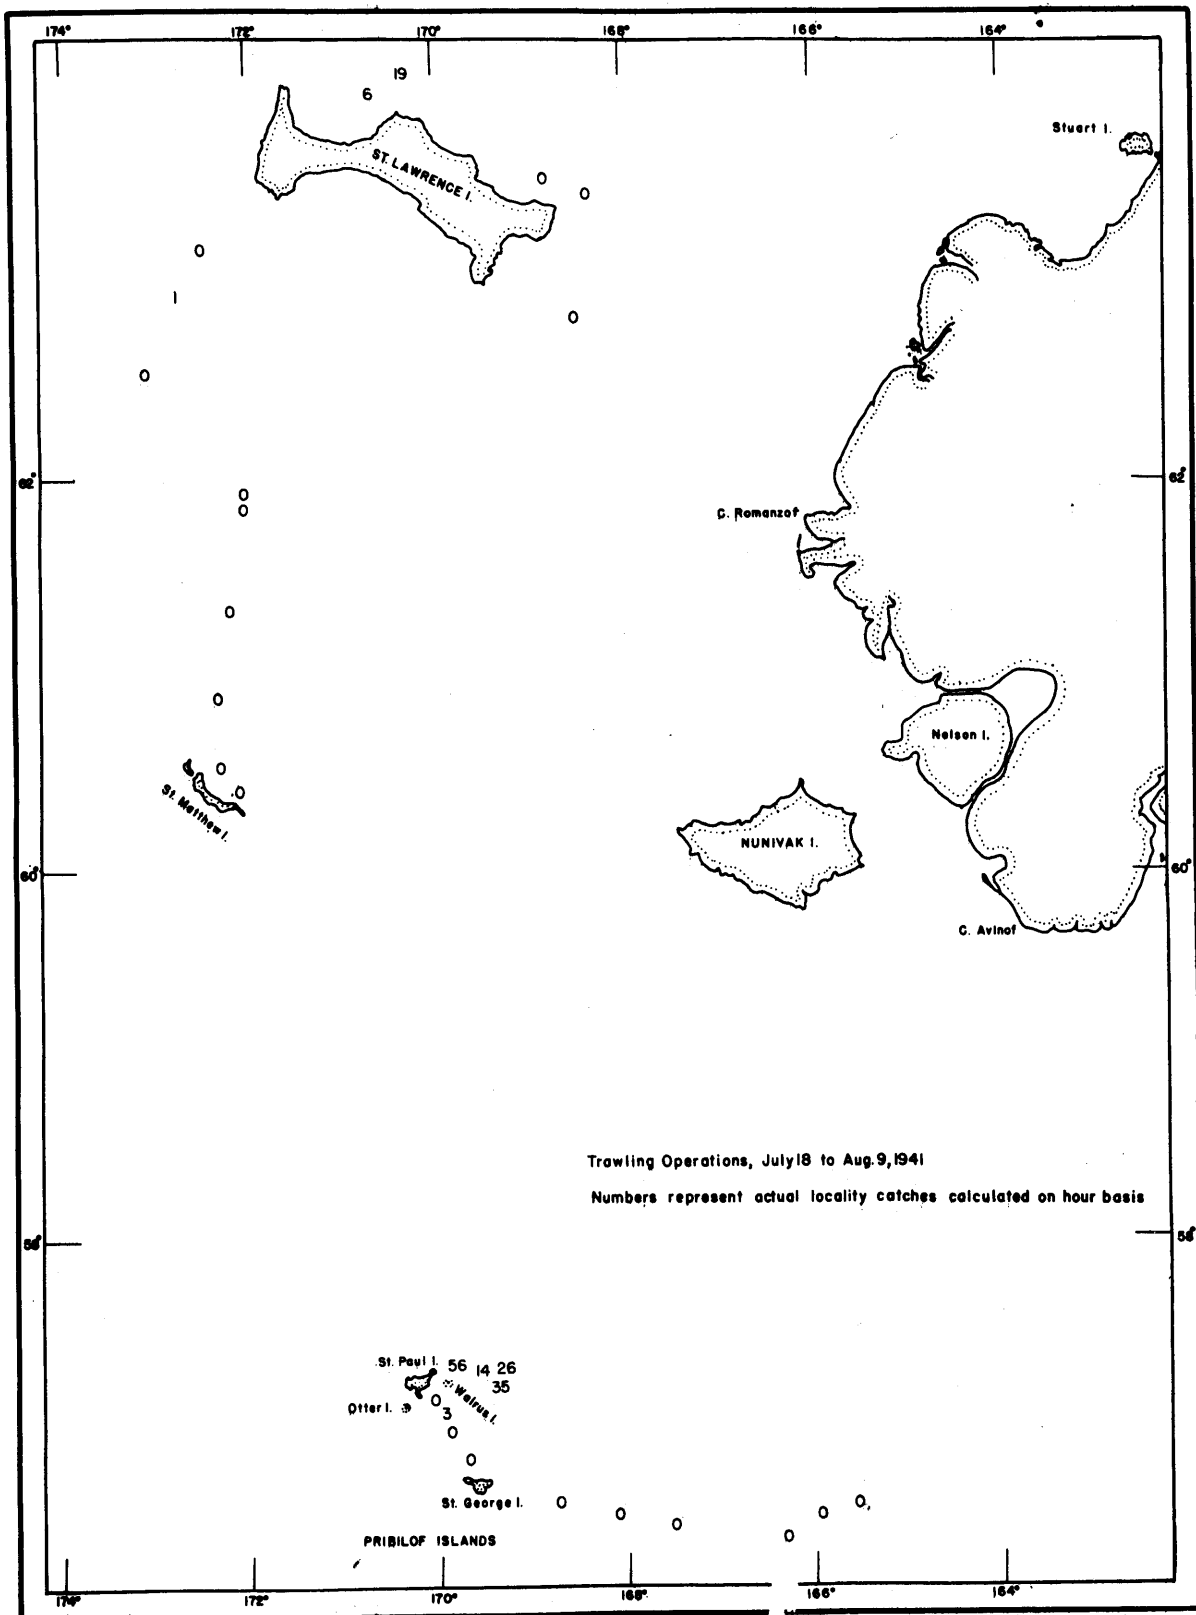 174° 172° 170° 168° 166° 164°
19
6
Stuart I.
ST. LAWRENCE I.
0
0
0
1
0
0
62° 62°
0
0
C. Romanzof
0
0
Nelson I.
0
0
St. Matthew I.
NUNIVAK I.
60° 60°
C. Avinof
Trawling Operations, July 18 to Aug. 9, 1941
Numbers represent actual locality catches calculated on hour basis
58° 58°
St. Paul I. 56 14 26
35
Walrus I.
0
Otter I.
3
0
0
St. George I. 0 0 0 0 0 0
PRIBILOF ISLANDS
174° 172° 170° 168° 166° 164°